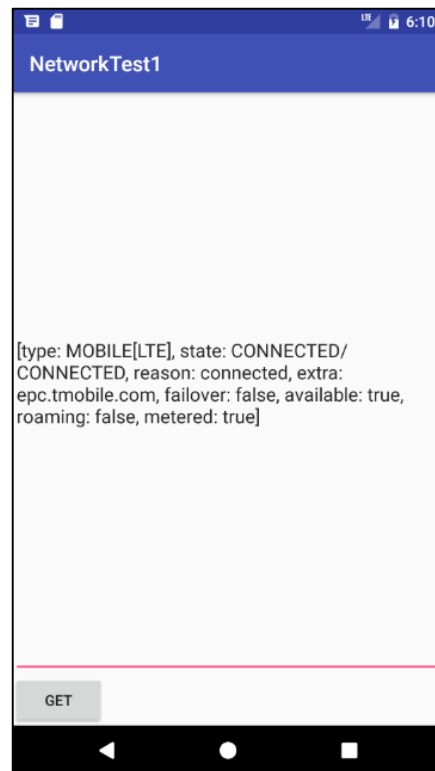 LTE 6:10
NetworkTest1
[type: MOBILE[LTE], state: CONNECTED/
CONNECTED, reason: connected, extra:
epc.tmobile.com, failover: false, available: true,
roaming: false, metered: true]
GET